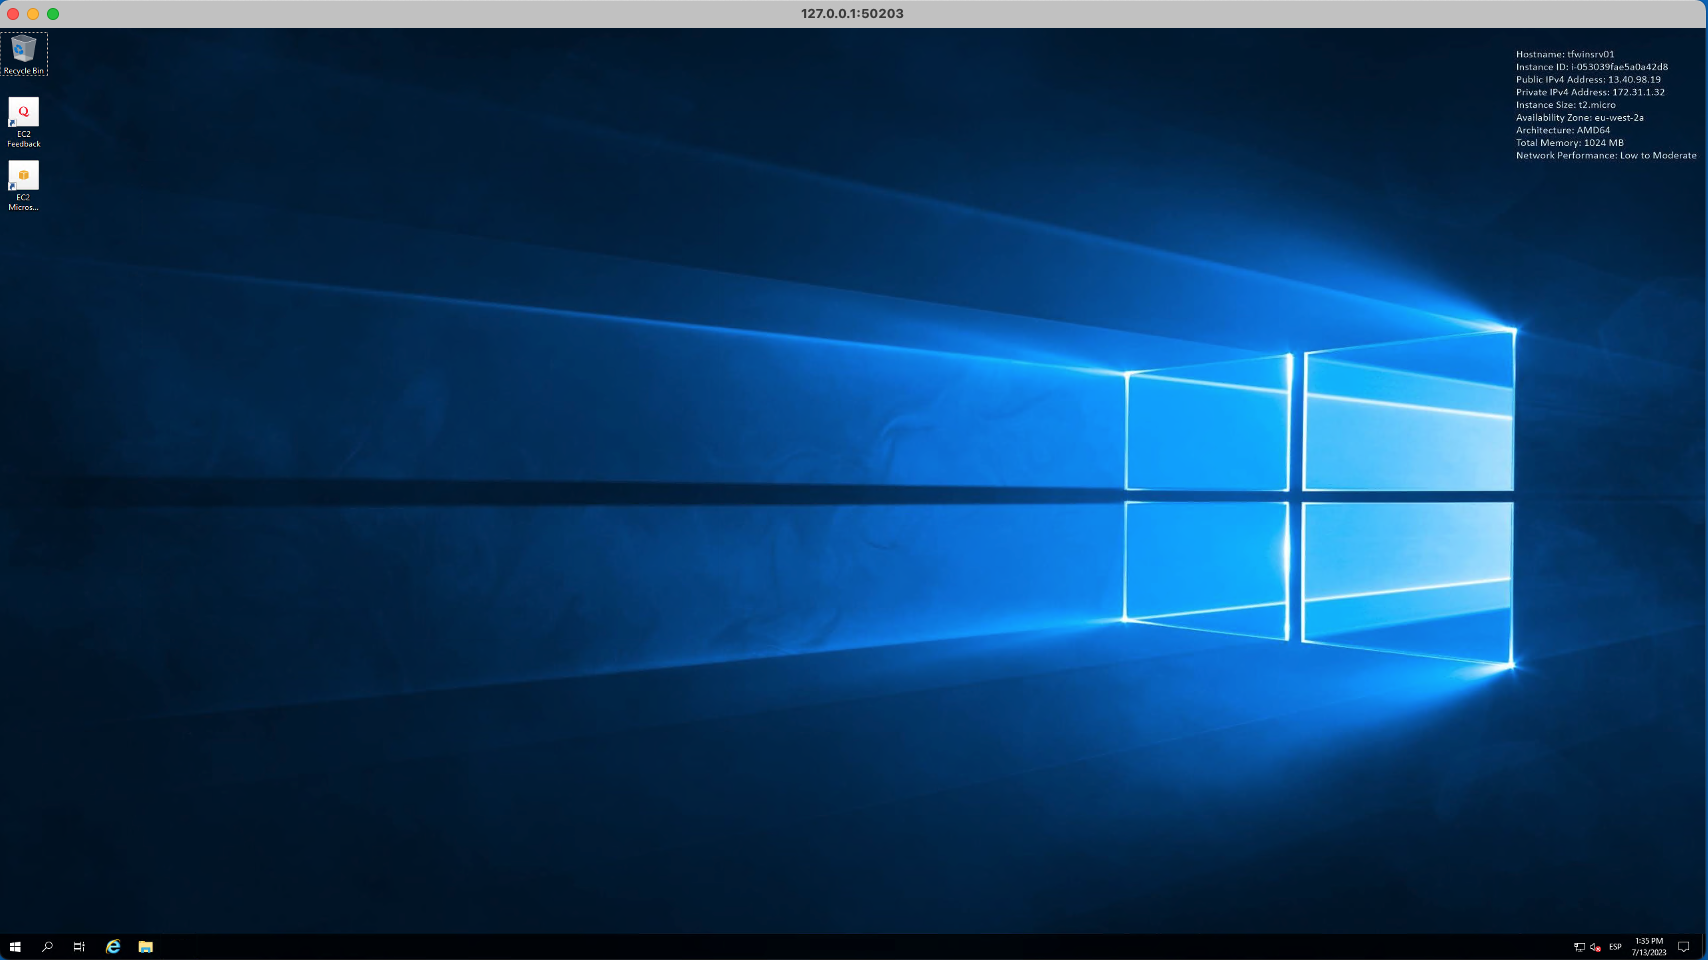 127.0.0.1:50203
Recycle Bin
Q
EC2
Feedback
EC2
Micros...
Hostname: tfwinsrv01
Instance ID: i-053039fae5a0a42d8
Public IPv4 Address: 13.40.98.19
Private IPv4 Address: 172.31.1.32
Instance Size: t2.micro
Availability Zone: eu-west-2a
Architecture: AMD64
Total Memory: 1024 MB
Network Performance: Low to Moderate
ESP
1:35 PM
7/13/2023